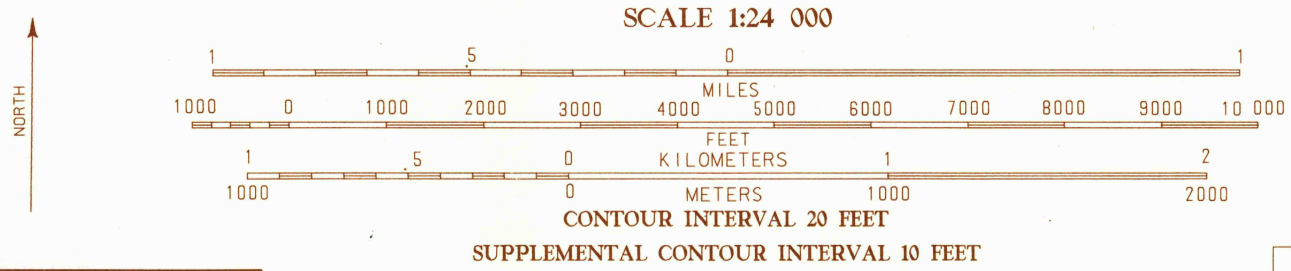 SCALE 1:24 000
NORTH
1 .5 0 1
MILES
1000 0 1000 2000 3000 4000 5000 6000 7000 8000 9000 10 000
FEET
1 .5 0 KILOMETERS 1 2
1000 0 METERS 1000 2000
CONTOUR INTERVAL 20 FEET
SUPPLEMENTAL CONTOUR INTERVAL 10 FEET